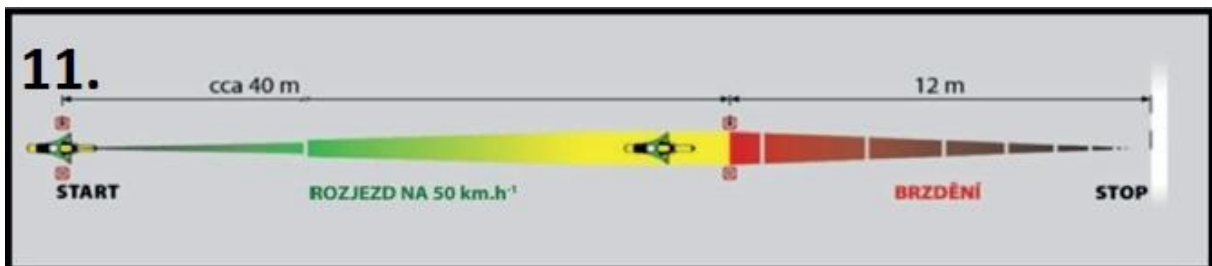 11.
cca 40 m
12 m
START
ROZJEZD NA 50 km.h⁻¹
BRZDĚNÍ
STOP